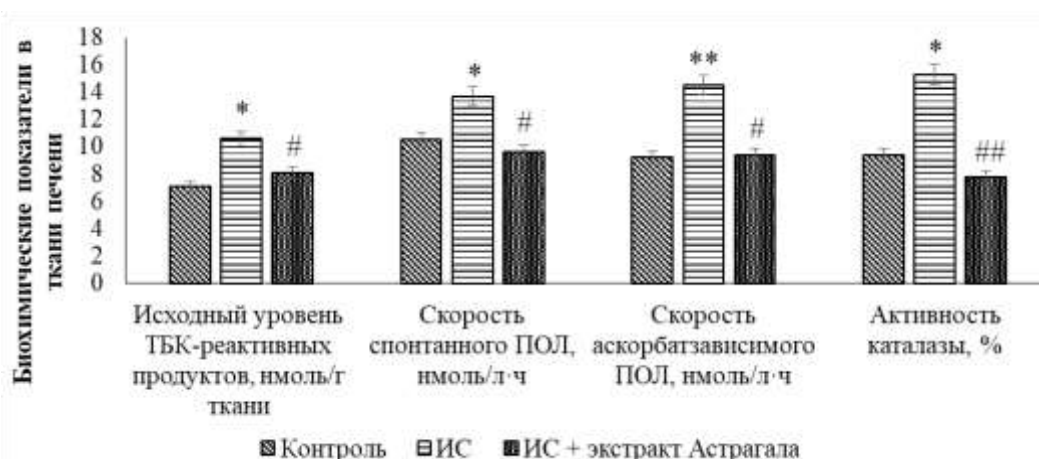 Биохимические показатели в
ткани печени
18
16
14
12
10
8
6
4
2
0
*
#
*
#
**
#
*
##
Исходный уровень
ТБК-реактивных
продуктов, нмоль/г
ткани
Скорость
спонтанного ПОЛ,
нмоль/л·ч
Скорость
аскорбатзависимого
ПОЛ, нмоль/л·ч
Активность
каталазы, %
Контроль
ИС
ИС + экстракт Астрагала